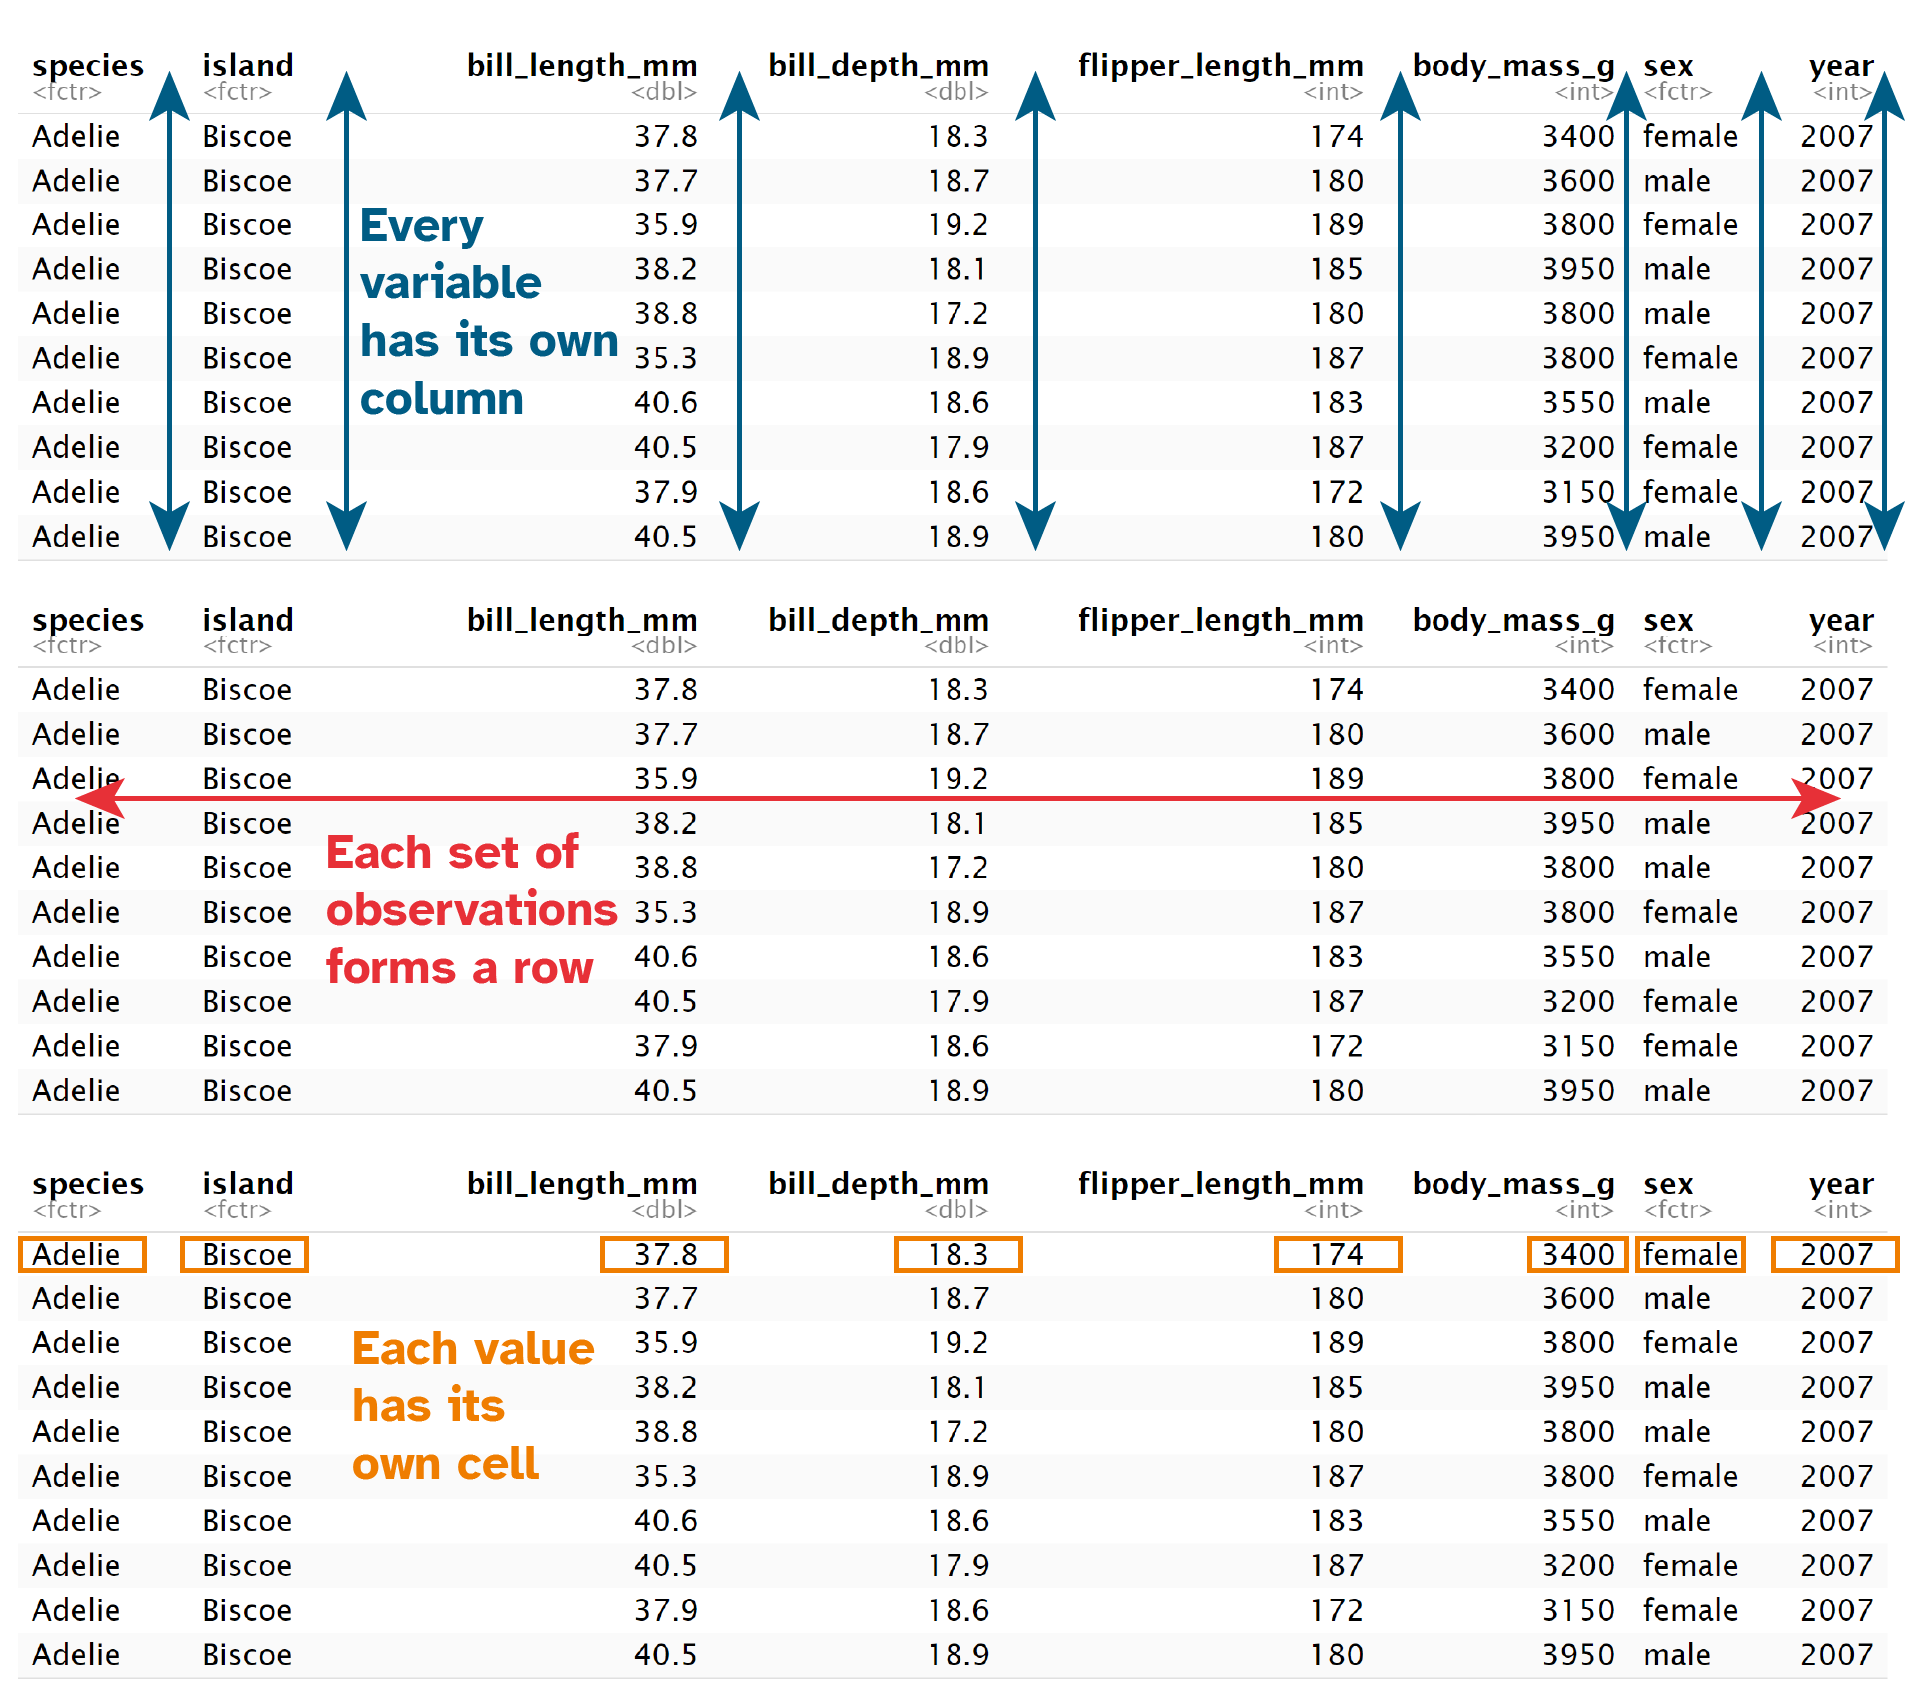 species island bill_length_mm bill_depth_mm flipper_length_mm body_mass_g sex year
<fctr> <fctr> <dbl> <dbl> <int> <int> <fctr> <int>
Adelie Biscoe 37.8 18.3 174 3400 female 2007
Adelie Biscoe 37.7 18.7 180 3600 male 2007
Adelie Biscoe 35.9 19.2 189 3800 female 2007
Adelie Biscoe 38.2 18.1 185 3950 male 2007
Adelie Biscoe 38.8 17.2 180 3800 male 2007
Adelie Biscoe 35.3 18.9 187 3800 female 2007
Adelie Biscoe 40.6 18.6 183 3550 male 2007
Adelie Biscoe 40.5 17.9 187 3200 female 2007
Adelie Biscoe 37.9 18.6 172 3150 female 2007
Adelie Biscoe 40.5 18.9 180 3950 male 2007
Every
variable
has its own
column
species island bill_length_mm bill_depth_mm flipper_length_mm body_mass_g sex year
<fctr> <fctr> <dbl> <dbl> <int> <int> <fctr> <int>
Adelie Biscoe 37.8 18.3 174 3400 female 2007
Adelie Biscoe 37.7 18.7 180 3600 male 2007
Adelie Biscoe 35.9 19.2 189 3800 female 2007
Adelie Biscoe 38.2 18.1 185 3950 male 2007
Adelie Biscoe 38.8 17.2 180 3800 male 2007
Adelie Biscoe 35.3 18.9 187 3800 female 2007
Adelie Biscoe 40.6 18.6 183 3550 male 2007
Adelie Biscoe 40.5 17.9 187 3200 female 2007
Adelie Biscoe 37.9 18.6 172 3150 female 2007
Adelie Biscoe 40.5 18.9 180 3950 male 2007
Each set of
observations
forms a row
species island bill_length_mm bill_depth_mm flipper_length_mm body_mass_g sex year
<fctr> <fctr> <dbl> <dbl> <int> <int> <fctr> <int>
Adelie Biscoe 37.8 18.3 174 3400 female 2007
Adelie Biscoe 37.7 18.7 180 3600 male 2007
Adelie Biscoe 35.9 19.2 189 3800 female 2007
Adelie Biscoe 38.2 18.1 185 3950 male 2007
Adelie Biscoe 38.8 17.2 180 3800 male 2007
Adelie Biscoe 35.3 18.9 187 3800 female 2007
Adelie Biscoe 40.6 18.6 183 3550 male 2007
Adelie Biscoe 40.5 17.9 187 3200 female 2007
Adelie Biscoe 37.9 18.6 172 3150 female 2007
Adelie Biscoe 40.5 18.9 180 3950 male 2007
Each value
has its
own cell